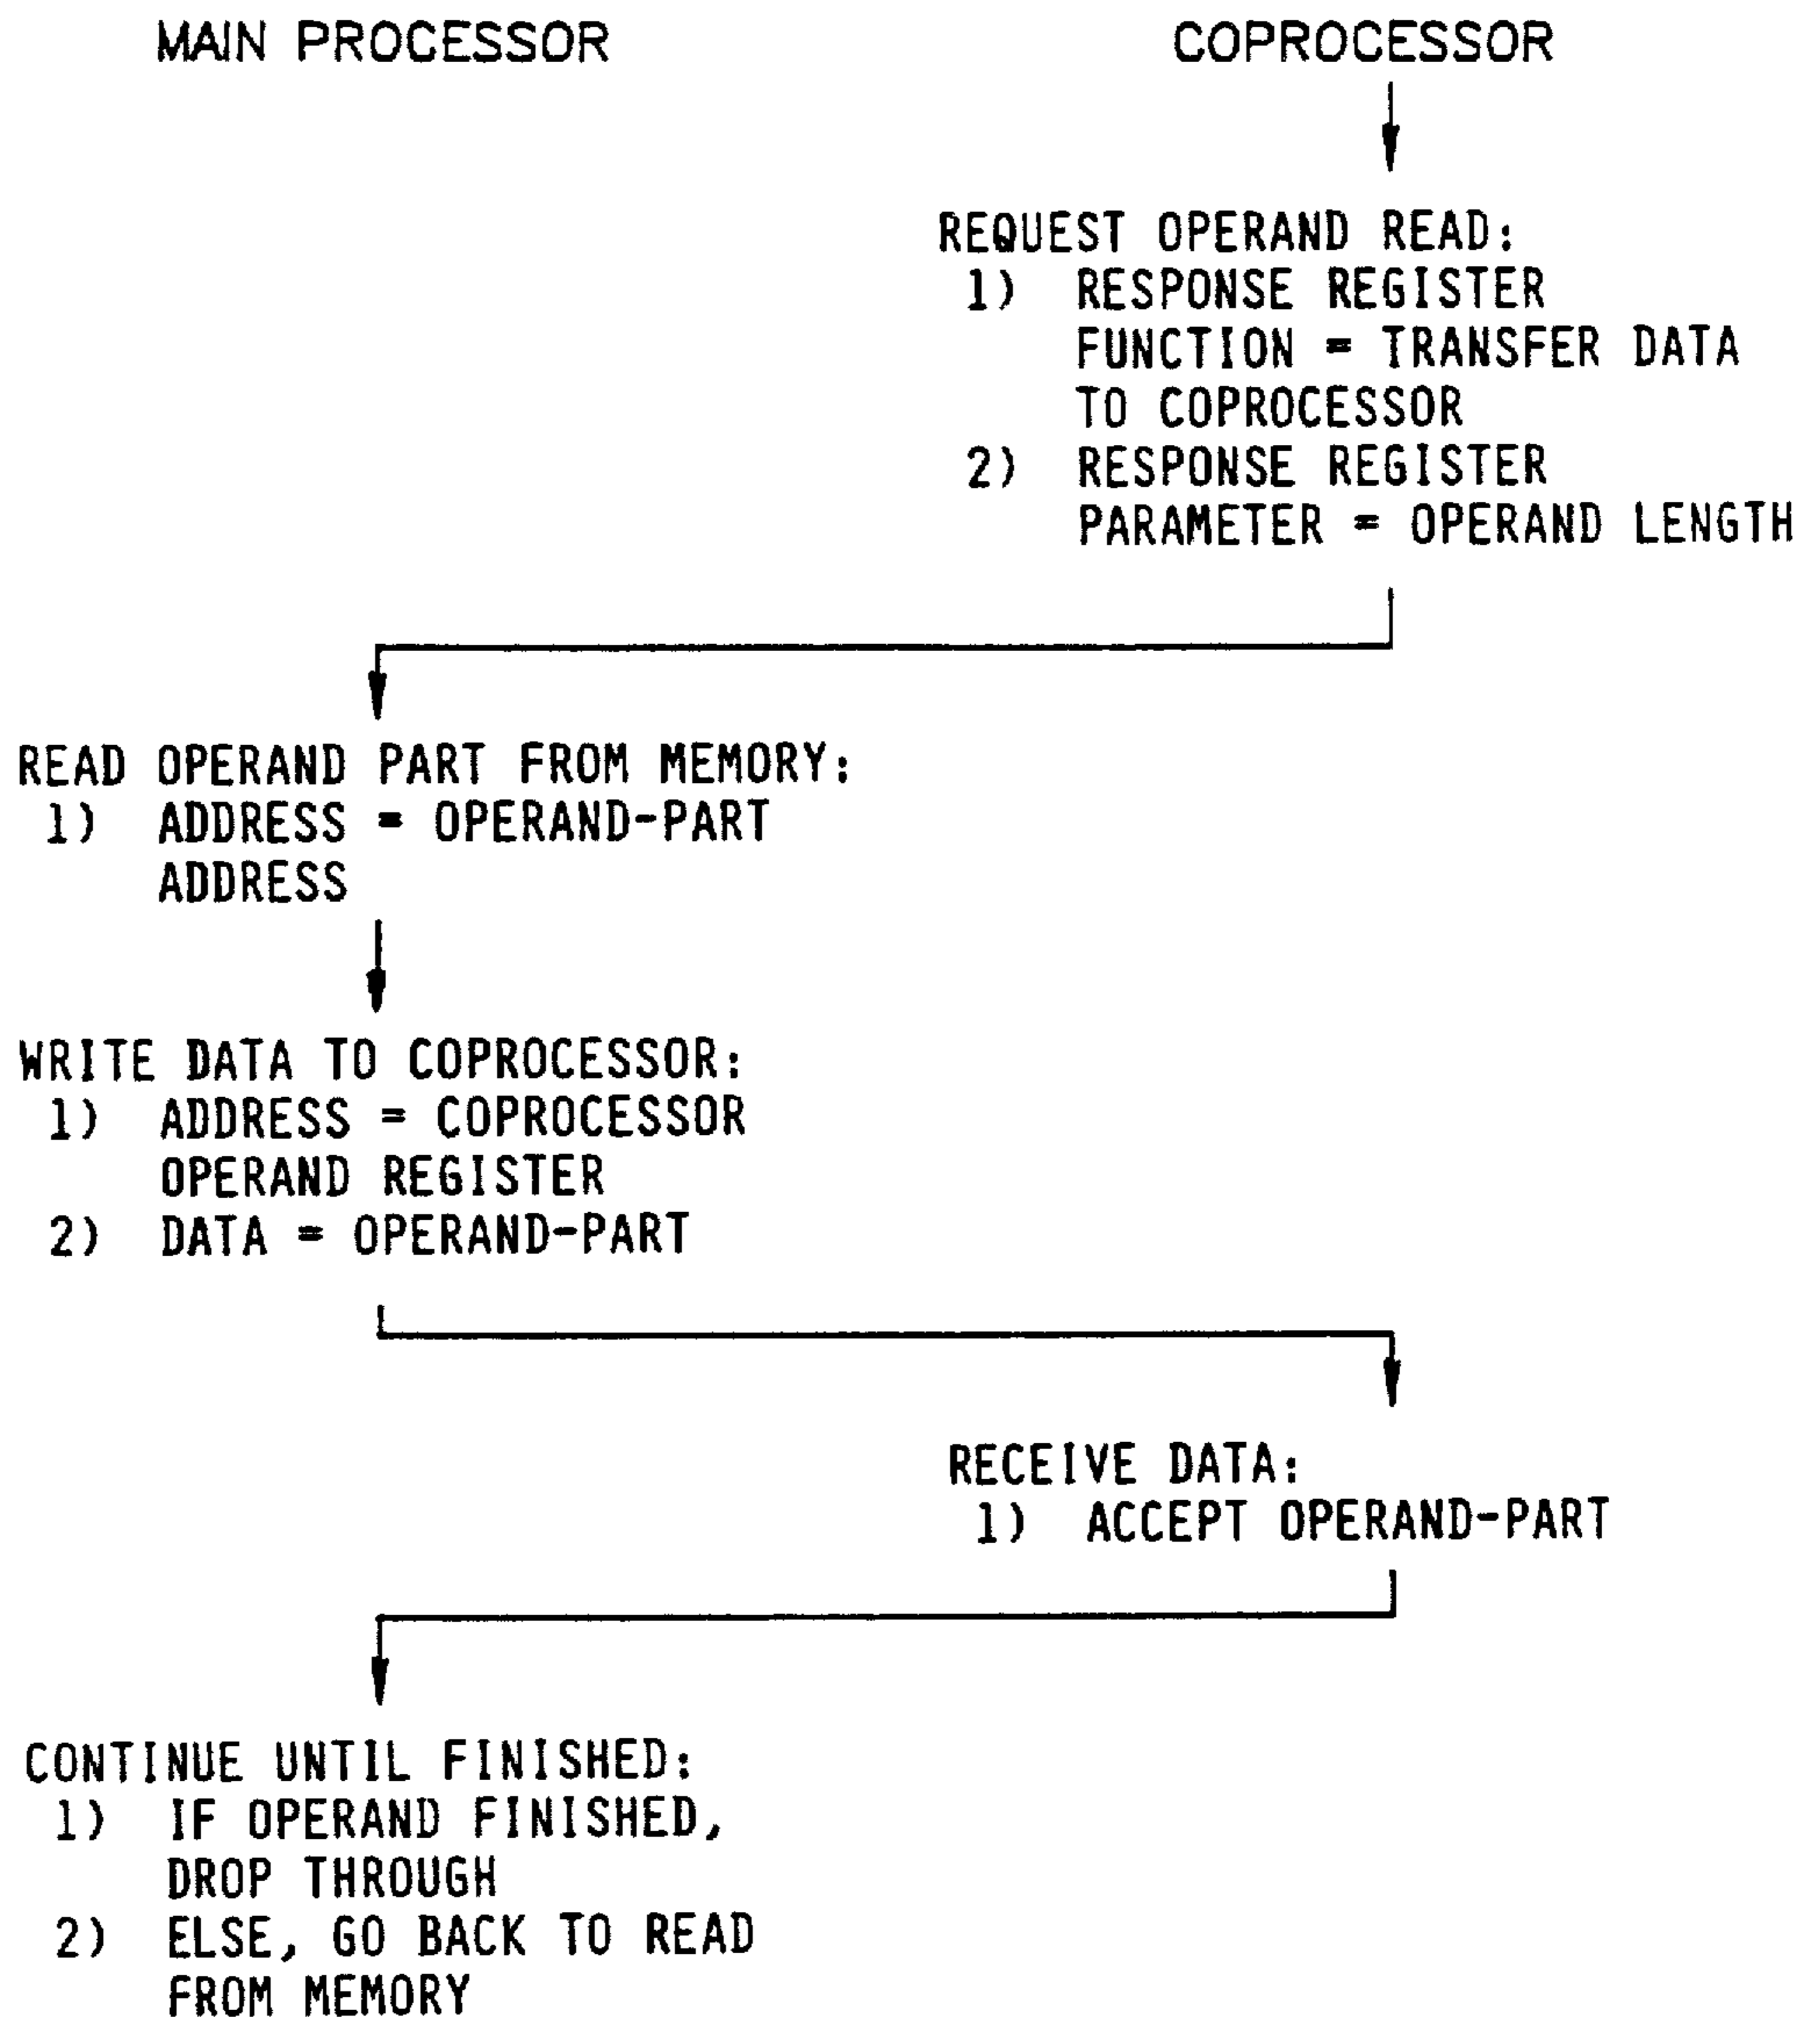 MAIN PROCESSOR
COPROCESSOR
REQUEST OPERAND READ:
1) RESPONSE REGISTER
FUNCTION = TRANSFER DATA
TO COPROCESSOR
2) RESPONSE REGISTER
PARAMETER = OPERAND LENGTH
READ OPERAND PART FROM MEMORY:
1) ADDRESS = OPERAND-PART
ADDRESS
WRITE DATA TO COPROCESSOR:
1) ADDRESS = COPROCESSOR
OPERAND REGISTER
2) DATA = OPERAND-PART
RECEIVE DATA:
1) ACCEPT OPERAND-PART
CONTINUE UNTIL FINISHED:
1) IF OPERAND FINISHED,
DROP THROUGH
2) ELSE, GO BACK TO READ
FROM MEMORY